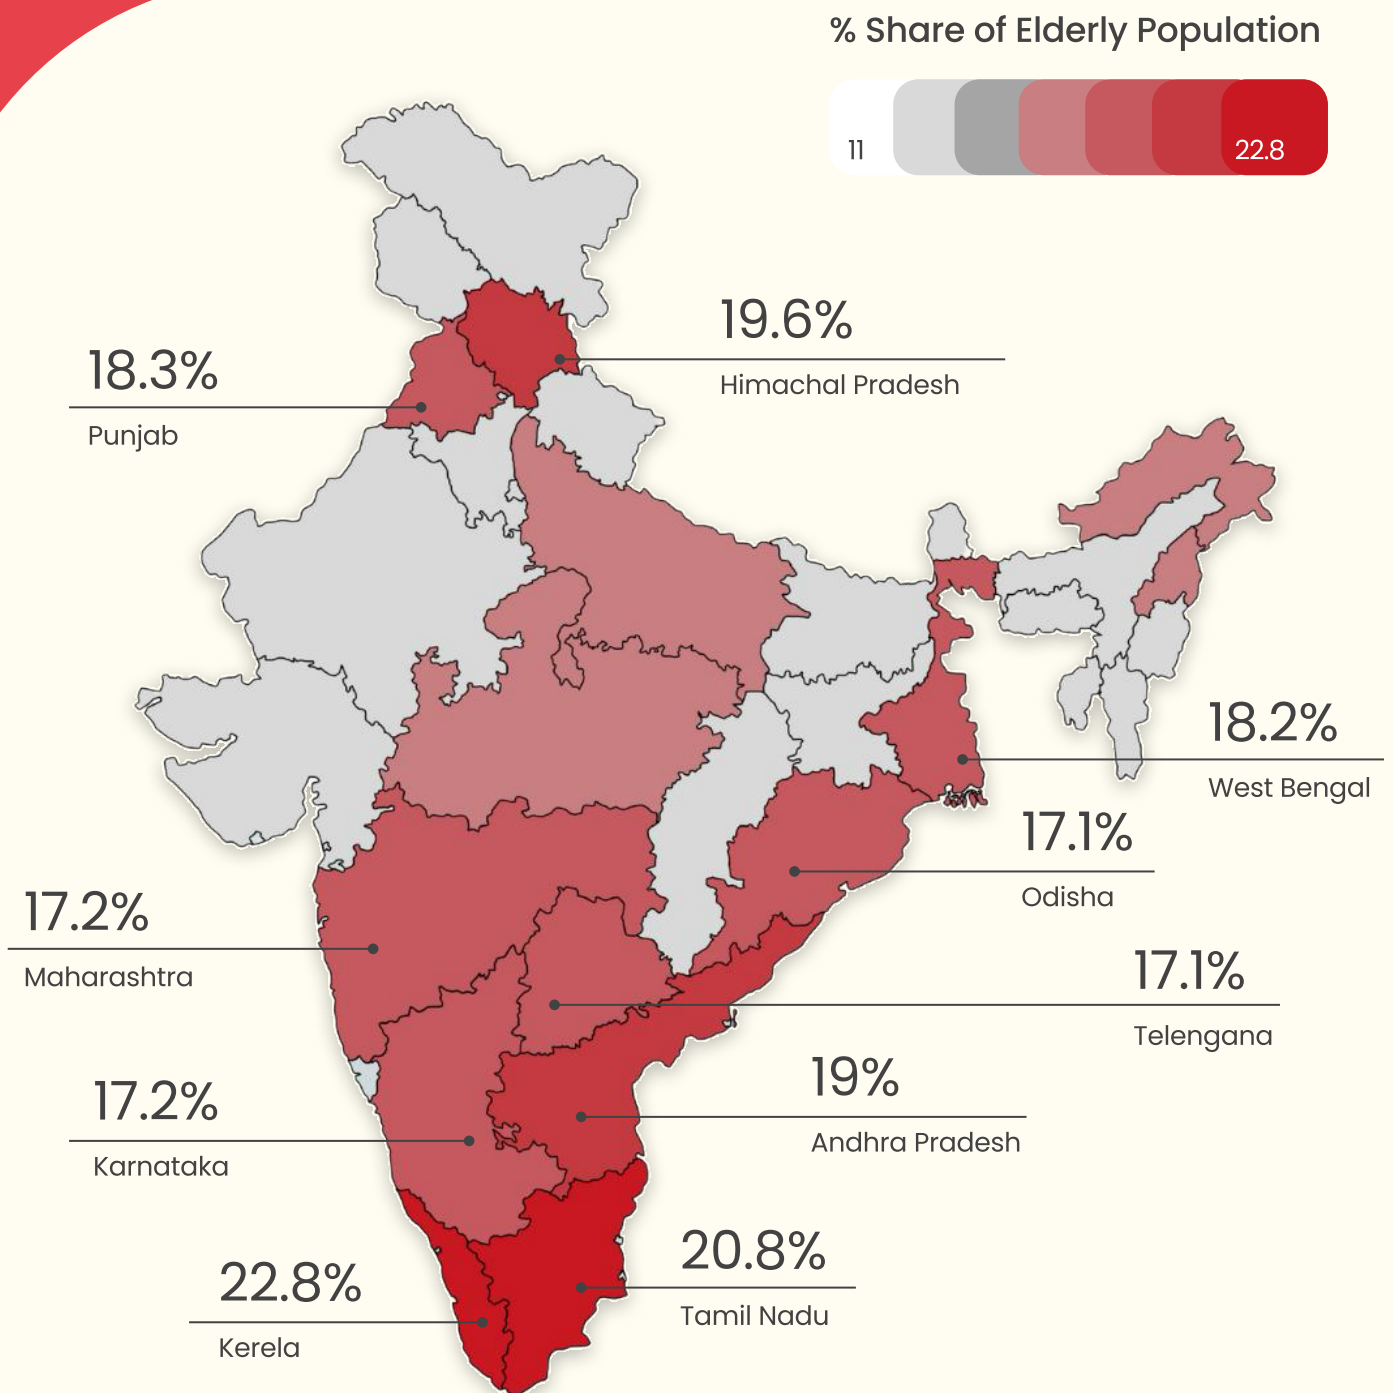 % Share of Elderly Population
11
22.8
19.6%
Himachal Pradesh
18.3%
Punjab
18.2%
West Bengal
17.1%
Odisha
17.2%
Maharashtra
17.1%
Telengana
19%
Andhra Pradesh
17.2%
Karnataka
20.8%
Tamil Nadu
22.8%
Kerela